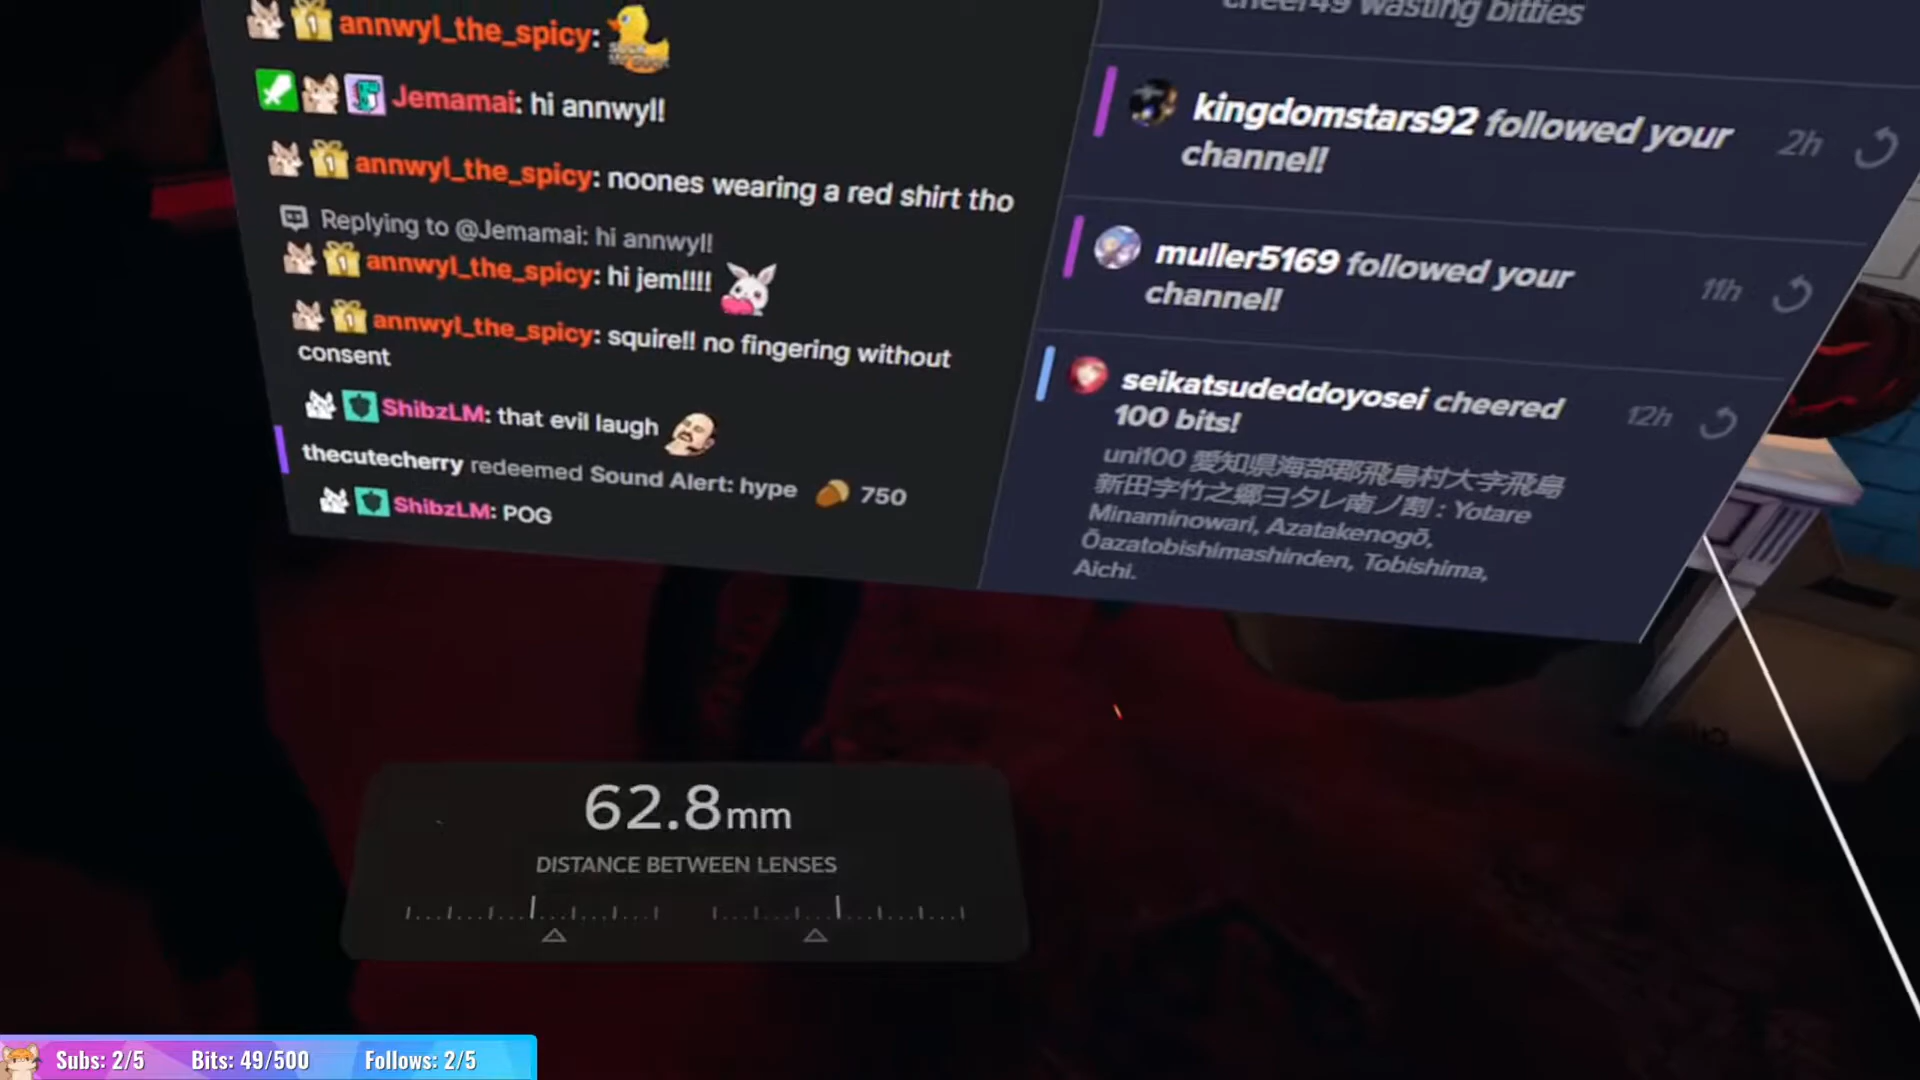 annwyl_the_spicy:
Jemamai: hi annwyl!
annwyl_the_spicy: noones wearing a red shirt tho
Replying to @Jemamai: hi annwyl!
annwyl_the_spicy: hi jem!!!!
annwyl_the_spicy: squire!! no fingering without
consent
ShibzLM: that evil laugh
thecutecherry redeemed Sound Alert: hype 750
ShibzLM: POG
cheer49 wasting bitties
kingdomstars92 followed your
channel!
2h
muller5169 followed your
channel!
11h
seikatsudeddoyosei cheered
100 bits!
12h
uni100 愛知県海部郡飛島村大字飛島
新田字竹之郷ヨタレ南ノ割 : Yotare
Minaminowari, Azatakenogō,
Ōazatobishimashinden, Tobishima,
Aichi.
62.8mm
DISTANCE BETWEEN LENSES
Subs: 2/5 Bits: 49/500 Follows: 2/5